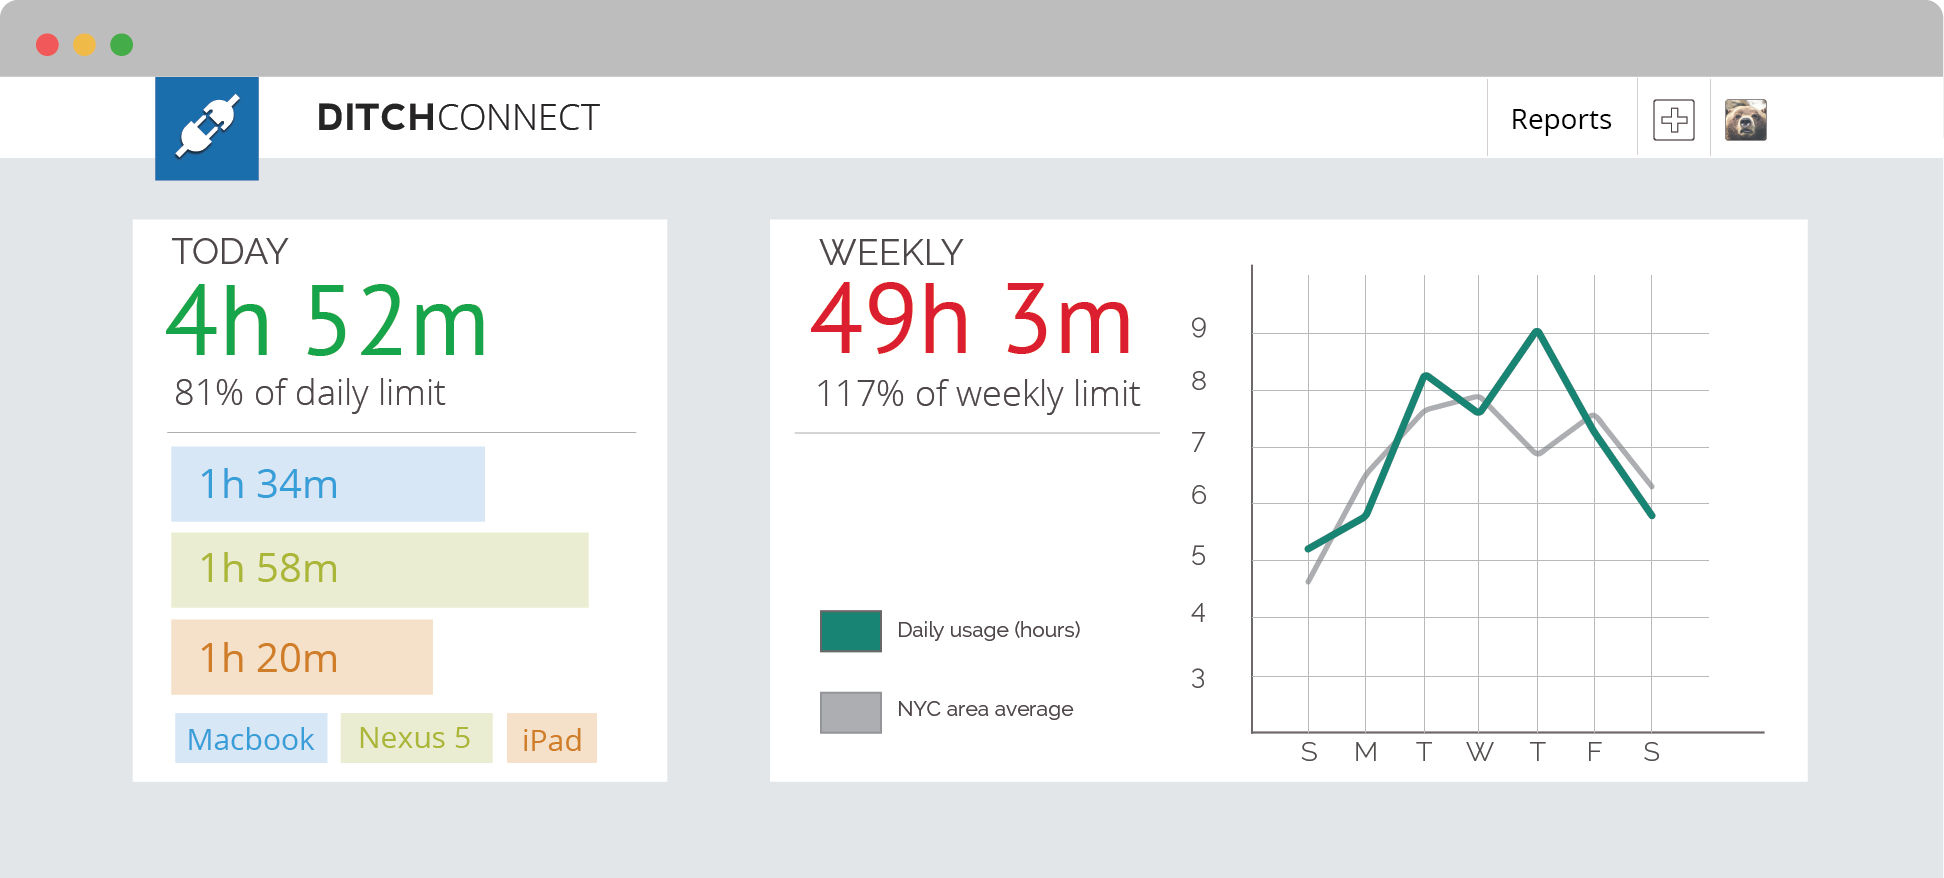 DITCHCONNECT
Reports
TODAY
4h 52m
81% of daily limit
1h 34m
1h 58m
1h 20m
Macbook Nexus 5 iPad
WEEKLY
49h 3m
117% of weekly limit
Daily usage (hours)
NYC area average
9
8
7
6
5
4
3
S M T W T F S